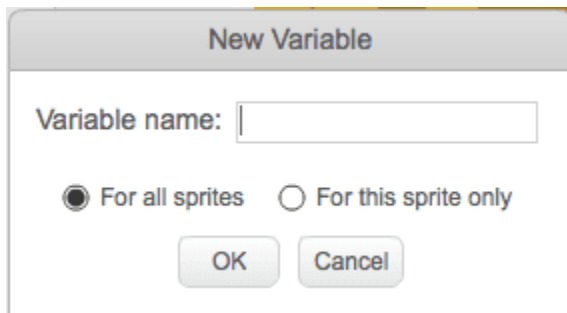 New Variable
Variable name:
For all sprites For this sprite only
OK Cancel